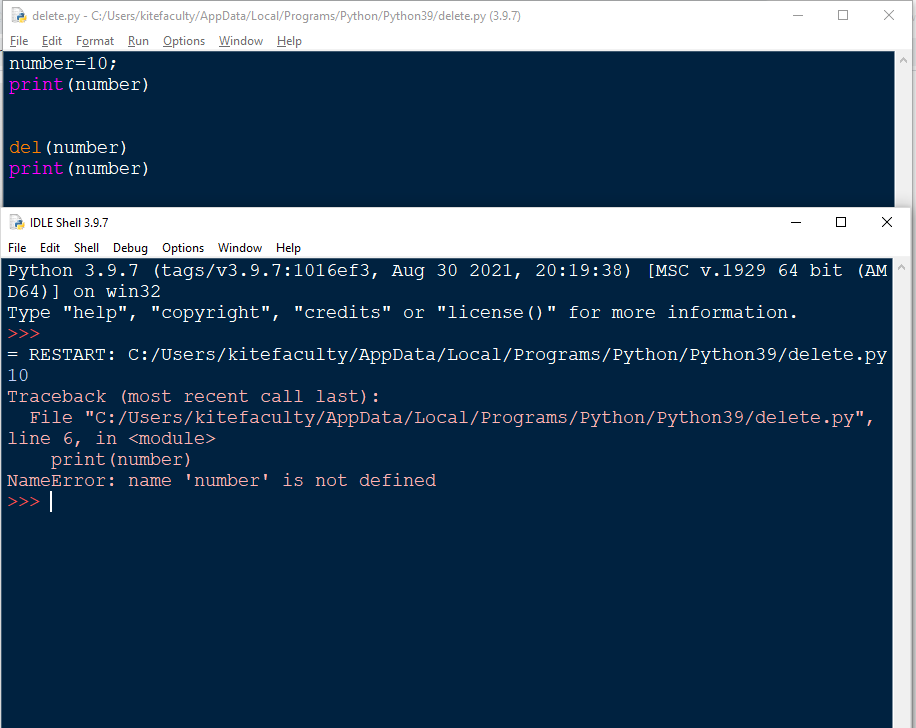 delete.py - C:/Users/kitefaculty/AppData/Local/Programs/Python/Python39/delete.py (3.9.7)
File Edit Format Run Options Window Help
number=10;
print(number)
del(number)
print(number)
IDLE Shell 3.9.7
File Edit Shell Debug Options Window Help
Python 3.9.7 (tags/v3.9.7:1016ef3, Aug 30 2021, 20:19:38) [MSC v.1929 64 bit (AM
D64)] on win32
Type "help", "copyright", "credits" or "license()" for more information.
>>>
= RESTART: C:/Users/kitefaculty/AppData/Local/Programs/Python/Python39/delete.py
10
Traceback (most recent call last):
  File "C:/Users/kitefaculty/AppData/Local/Programs/Python/Python39/delete.py",
line 6, in <module>
    print(number)
NameError: name 'number' is not defined
>>>